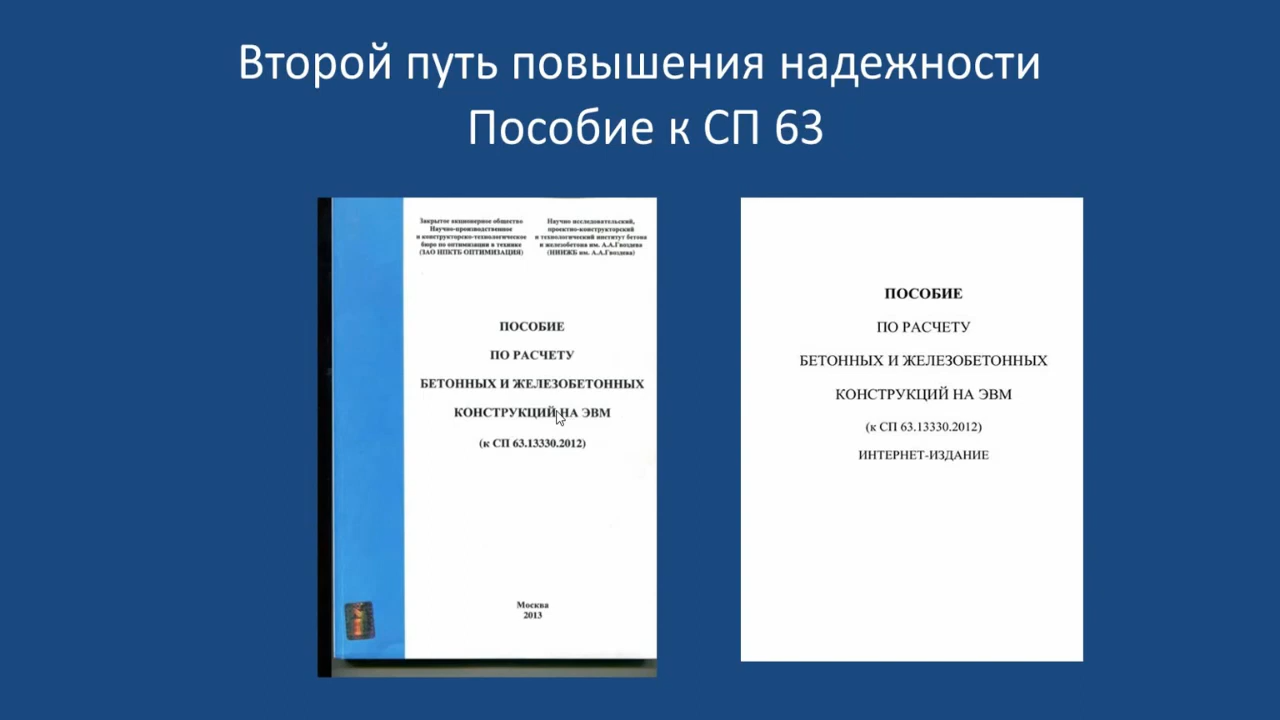 Второй путь повышения надежности
Пособие к СП 63
Закрытое акционерное общество
Научно-производственное
и конструкторско-технологическое
бюро по оптимизации в технике
(ЗАО НПКТБ ОПТИМИЗАЦИЯ)
Научно исследовательский,
проектно-конструкторский
и технологический институт бетона
и железобетона им. А.А.Гвоздева
(НИИЖБ им. А.А.Гвоздева)
ПОСОБИЕ
ПО РАСЧЕТУ
БЕТОННЫХ И ЖЕЛЕЗОБЕТОННЫХ
КОНСТРУКЦИЙ НА ЭВМ
(к СП 63.13330.2012)
Москва
2013
ПОСОБИЕ
ПО РАСЧЕТУ
БЕТОННЫХ И ЖЕЛЕЗОБЕТОННЫХ
КОНСТРУКЦИЙ НА ЭВМ
(к СП 63.13330.2012)
ИНТЕРНЕТ-ИЗДАНИЕ